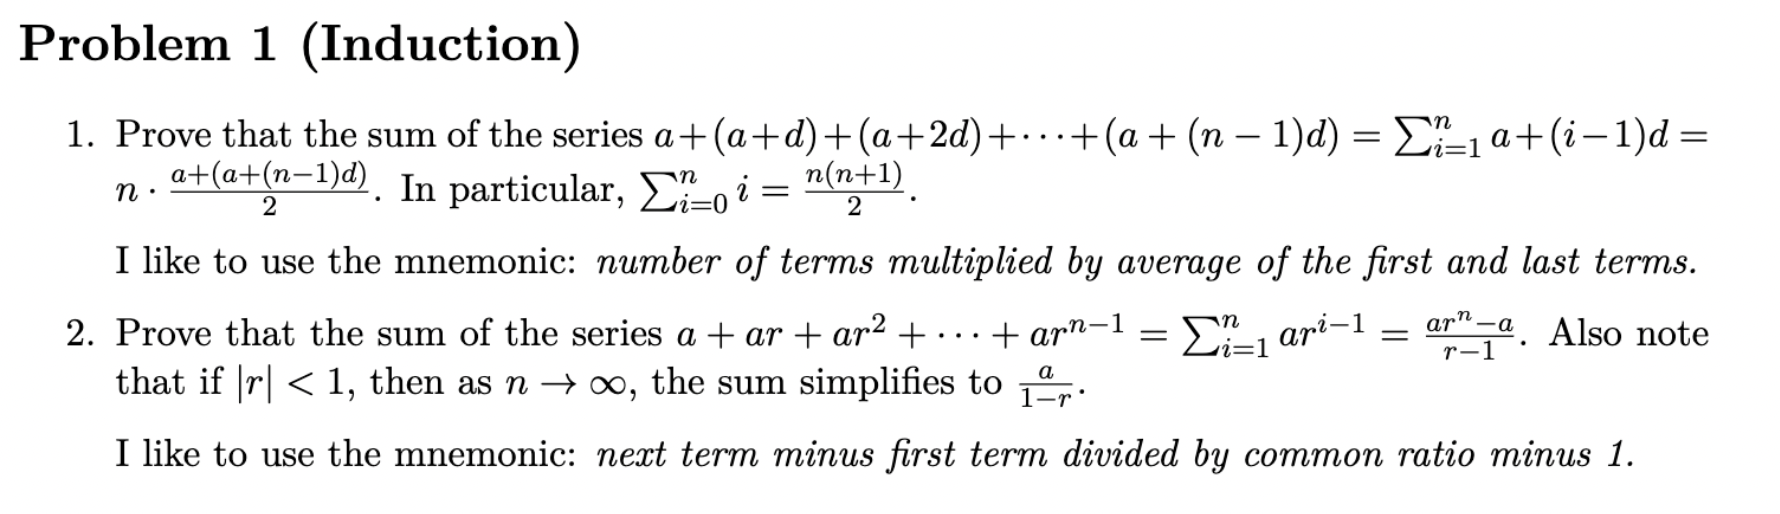 Problem 1 (Induction)
1. Prove that the sum of the series a+(a+d)+(a+2d)+···+(a + (n − 1)d) = ∑ⁿᵢ₌₁ a+(i−1)d =
n · \frac{a+(a+(n−1)d)}{2}. In particular, ∑ⁿᵢ₌₀ i = \frac{n(n+1)}{2}.
I like to use the mnemonic: number of terms multiplied by average of the first and last terms.
2. Prove that the sum of the series a + ar + ar² + ··· + arⁿ⁻¹ = ∑ⁿᵢ₌₁ arⁱ⁻¹ = \frac{arⁿ−a}{r−1}. Also note
that if |r| < 1, then as n → ∞, the sum simplifies to \frac{a}{1−r}.
I like to use the mnemonic: next term minus first term divided by common ratio minus 1.